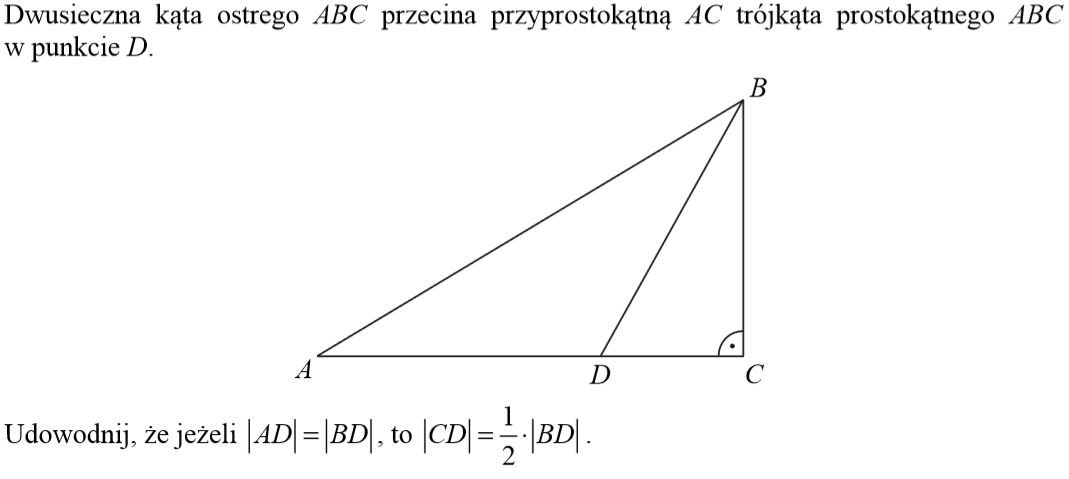 Dwusieczna kąta ostrego ABC przecina przyprostokątną AC trójkąta prostokątnego ABC
w punkcie D.
B
A
D
C
Udowodnij, że jeżeli |AD| = |BD|, to |CD| = 1/2 · |BD|.